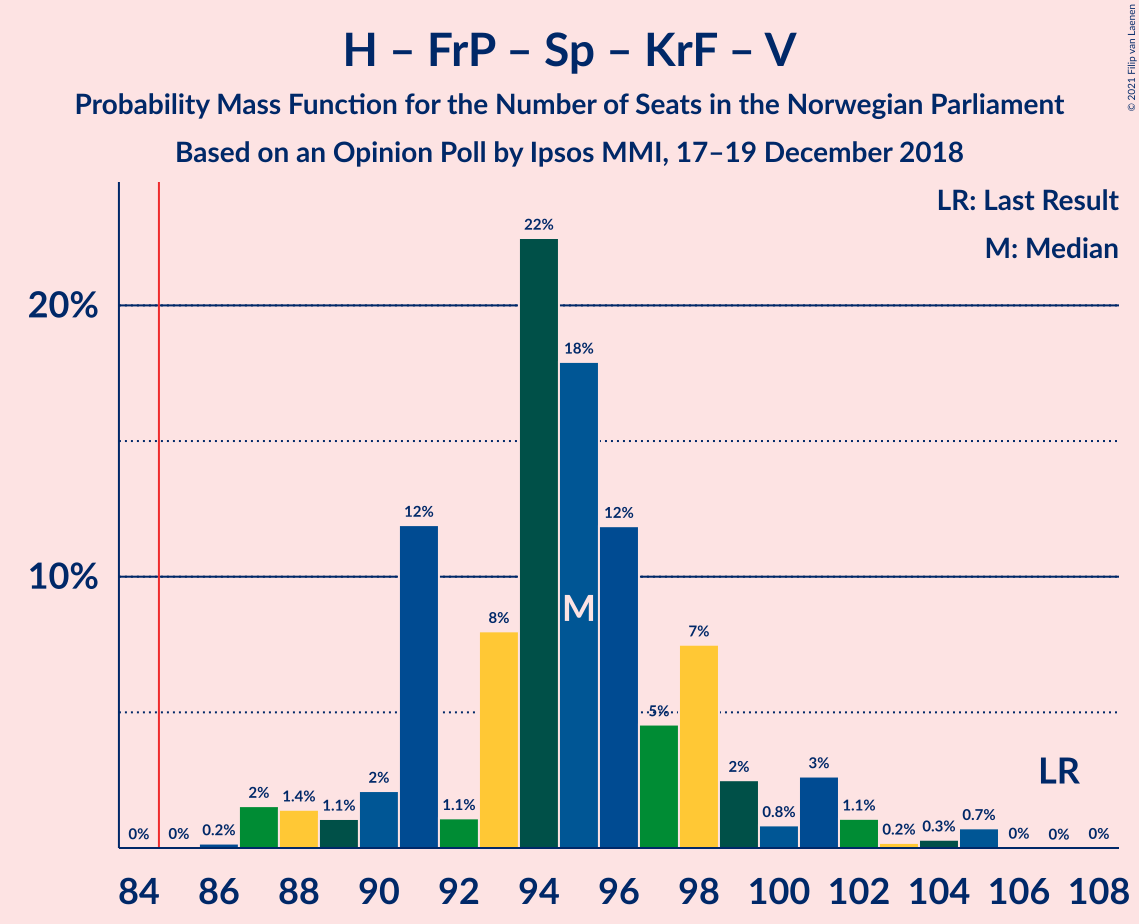 H – FrP – Sp – KrF – V
Probability Mass Function for the Number of Seats in the Norwegian Parliament
Based on an Opinion Poll by Ipsos MMI, 17–19 December 2018
© 2021 Filip van Laenen
LR: Last Result
M: Median
20%
10%
0% 0% 0.2% 2% 1.4% 1.1% 2% 12% 1.1% 8% 22% 18% 12% 5% 7% 2% 0.8% 3% 1.1% 0.2% 0.3% 0.7% 0% 0% 0%
M
LR
84 86 88 90 92 94 96 98 100 102 104 106 108